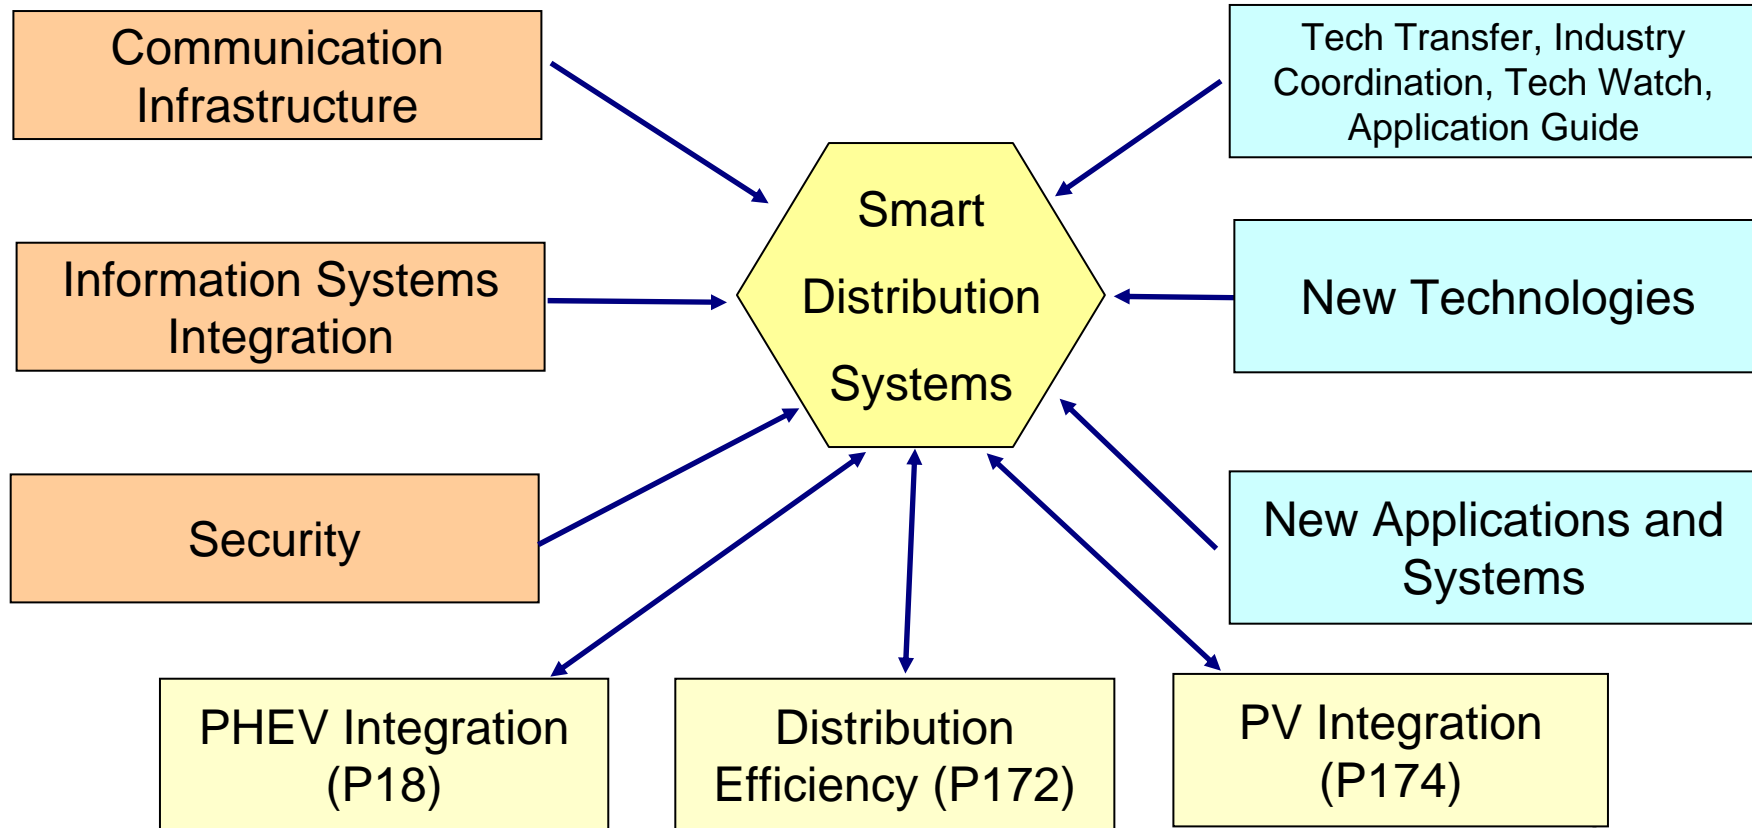 Communication
Infrastructure
Tech Transfer, Industry
Coordination, Tech Watch,
Application Guide
Smart
Distribution
Systems
Information Systems
Integration
New Technologies
Security
New Applications and
Systems
PHEV Integration
(P18)
Distribution
Efficiency (P172)
PV Integration
(P174)